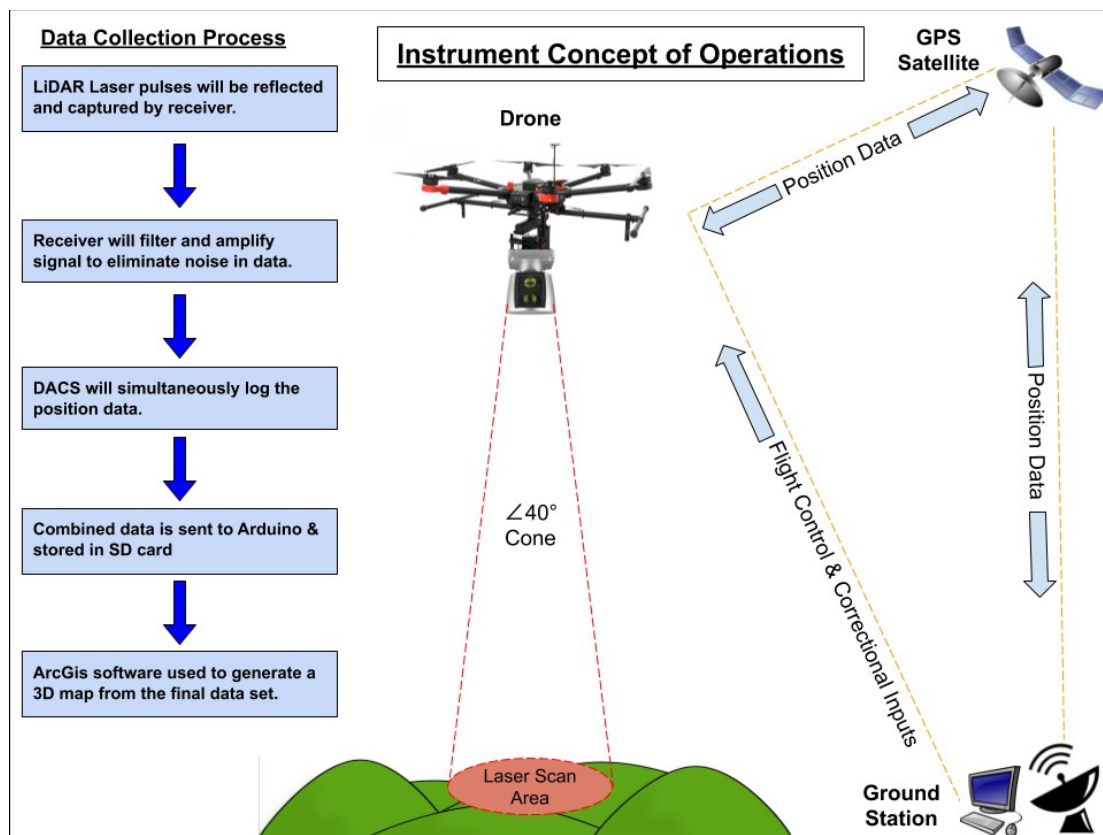 Data Collection Process
LiDAR Laser pulses will be reflected
and captured by receiver.
Receiver will filter and amplify
signal to eliminate noise in data.
DACS will simultaneously log the
position data.
Combined data is sent to Arduino &
stored in SD card
ArcGis software used to generate a
3D map from the final data set.
Instrument Concept of Operations
Drone
GPS
Satellite
Position Data
Position Data
Flight Control & Correctional Inputs
∠40°
Cone
Laser Scan
Area
Ground
Station